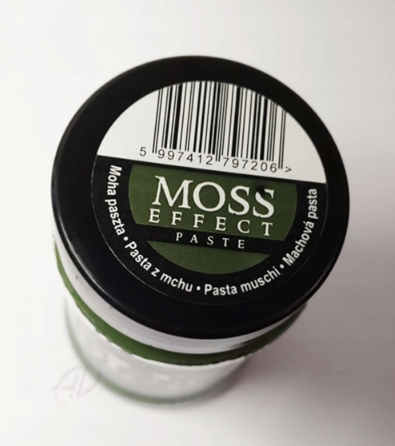 5 997412 797206 >
MOSS
EFFECT
PASTE
Moha paszta • Pasta z mchu • Pasta muschi • Machová pasta